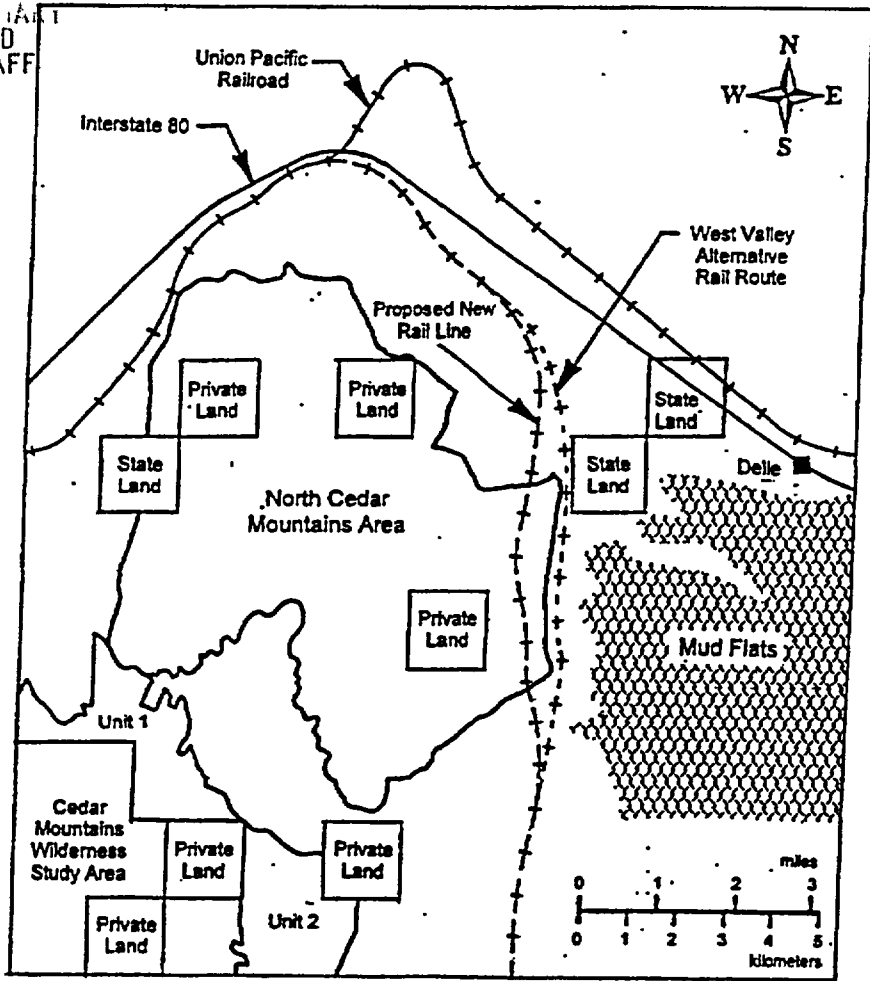 D
AFF
Union Pacific
Railroad
Interstate 80
N
W
E
S
West Valley
Alternative
Rail Route
Proposed New
Rail Line
Private
Land
Private
Land
State
Land
State
Land
State
Land
Delle
North Cedar
Mountains Area
Private
Land
Mud Flats
Unit 1
Cedar
Mountains
Wilderness
Study Area
Private
Land
Private
Land
Private
Land
Unit 2
miles
0 1 2 3
0 1 2 3 4 5
kilometers